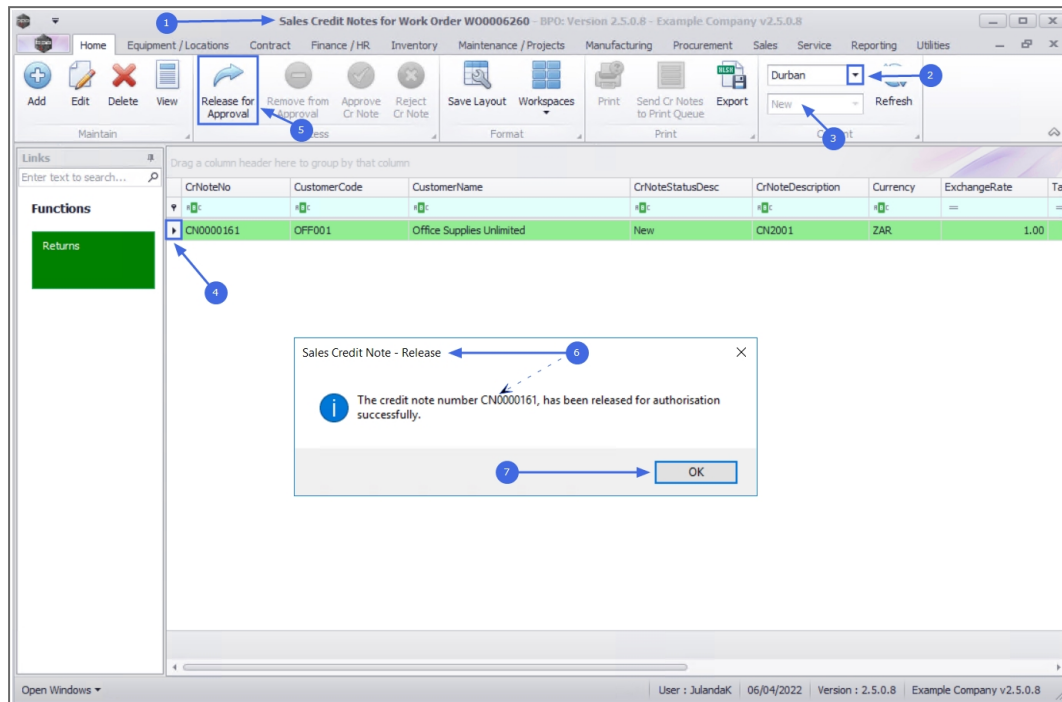 1
Sales Credit Notes for Work Order WO0006260 - BPO: Version 2.5.0.8 - Example Company v2.5.0.8
Home Equipment / Locations Contract Finance / HR Inventory Maintenance / Projects Manufacturing Procurement Sales Service Reporting Utilities
Add
Edit
Delete
View
Release for
Approval
Remove from
Approval
Approve
Cr Note
Reject
Cr Note
Save Layout
Workspaces
Print
Send Cr Notes
to Print Queue
XLSX
Export
Durban
New
Refresh
2
3
5
Maintain
Format
Print
Links
Enter text to search...
Functions
Returns
Drag a column header here to group by that column
CrNoteNo CustomerCode CustomerName CrNoteStatusDesc CrNoteDescription Currency ExchangeRate Ta
= =
CN0000161 OFF001 Office Supplies Unlimited New CN2001 ZAR 1.00
4
Sales Credit Note - Release
6
The credit note number CN0000161, has been released for authorisation
successfully.
7
OK
Open Windows
User : JulandaK 06/04/2022 Version : 2.5.0.8 Example Company v2.5.0.8